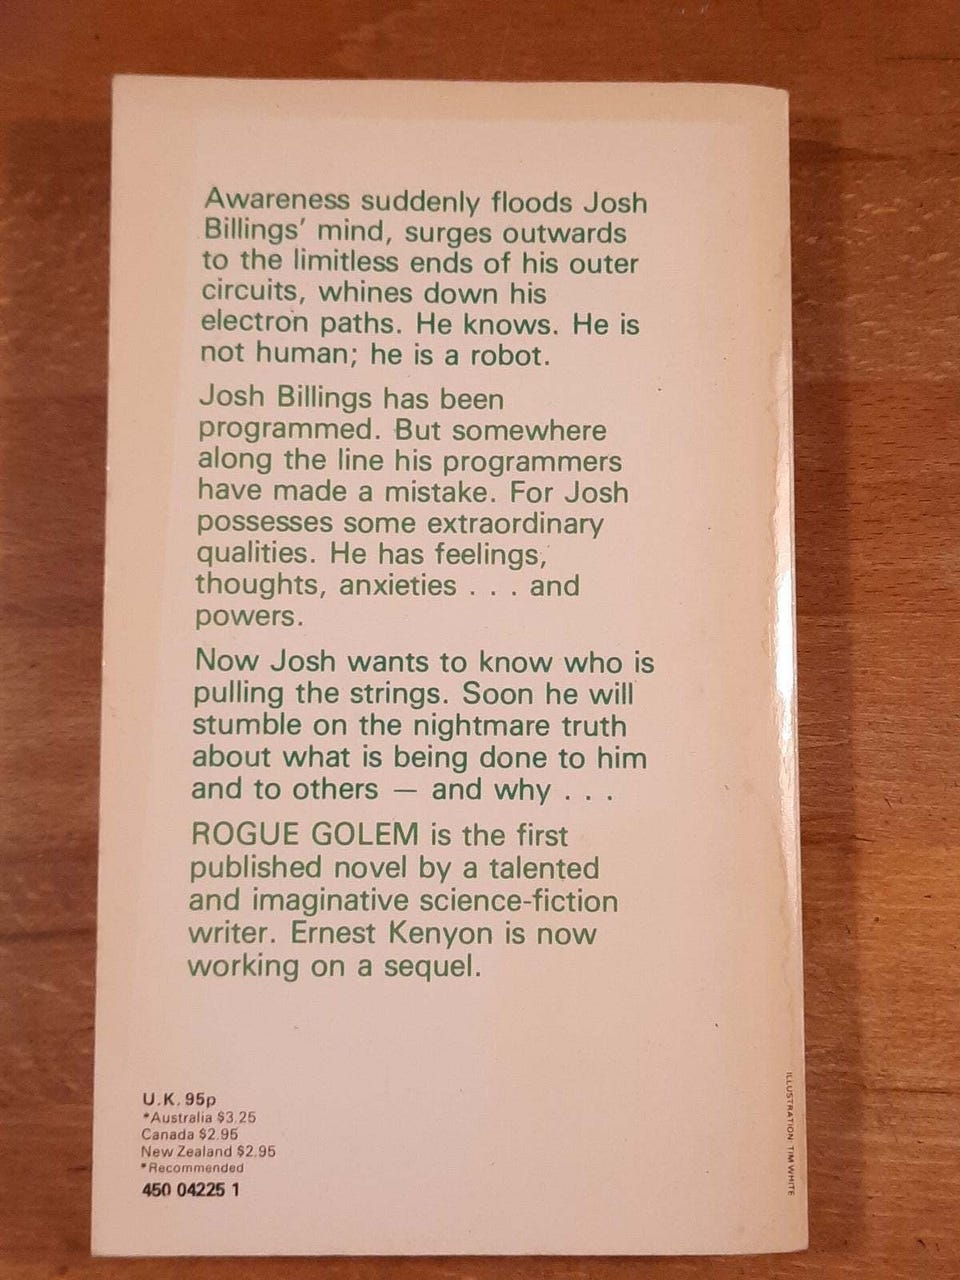 Awareness suddenly floods Josh
Billings' mind, surges outwards
to the limitless ends of his outer
circuits, whines down his
electron paths. He knows. He is
not human; he is a robot.
Josh Billings has been
programmed. But somewhere
along the line his programmers
have made a mistake. For Josh
possesses some extraordinary
qualities. He has feelings,
thoughts, anxieties . . . and
powers.
Now Josh wants to know who is
pulling the strings. Soon he will
stumble on the nightmare truth
about what is being done to him
and to others — and why . . .
ROGUE GOLEM is the first
published novel by a talented
and imaginative science-fiction
writer. Ernest Kenyon is now
working on a sequel.
U.K. 95p
*Australia $3.25
Canada $2.95
New Zealand $2.95
*Recommended
450 04225 1
ILLUSTRATION: TIM WHITE